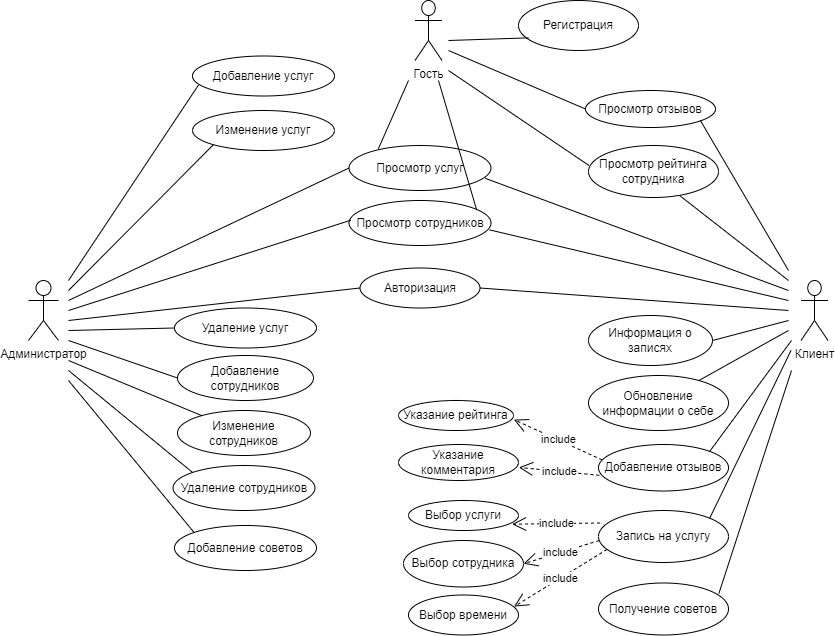 Регистрация
Гость
Добавление услуг
Просмотр отзывов
Изменение услуг
Просмотр услуг
Просмотр рейтинга
сотрудника
Просмотр сотрудников
Авторизация
Администратор
Клиент
Удаление услуг
Информация о
записях
Добавление
сотрудников
Обновление
информации о себе
Изменение
сотрудников
Указание рейтинга
include
Указание
комментария
include
Добавление отзывов
Удаление сотрудников
Выбор услуги
include
Запись на услугу
Добавление советов
include
Выбор сотрудника
include
Выбор времени
Получение советов